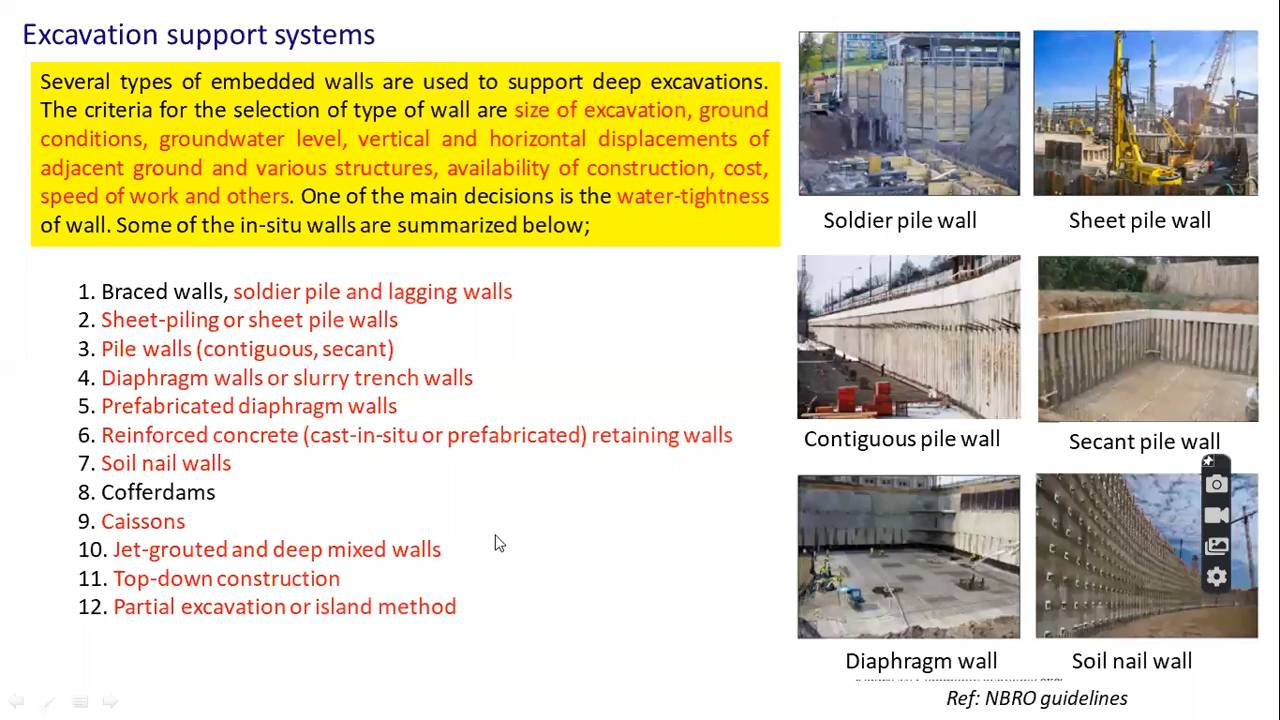 Excavation support systems
Several types of embedded walls are used to support deep excavations.
The criteria for the selection of type of wall are size of excavation, ground
conditions, groundwater level, vertical and horizontal displacements of
adjacent ground and various structures, availability of construction, cost,
speed of work and others. One of the main decisions is the water-tightness
of wall. Some of the in-situ walls are summarized below;
1. Braced walls, soldier pile and lagging walls
2. Sheet-piling or sheet pile walls
3. Pile walls (contiguous, secant)
4. Diaphragm walls or slurry trench walls
5. Prefabricated diaphragm walls
6. Reinforced concrete (cast-in-situ or prefabricated) retaining walls
7. Soil nail walls
8. Cofferdams
9. Caissons
10. Jet-grouted and deep mixed walls
11. Top-down construction
12. Partial excavation or island method
Soldier pile wall
Sheet pile wall
Contiguous pile wall
Secant pile wall
Diaphragm wall
Soil nail wall
Ref: NBRO guidelines